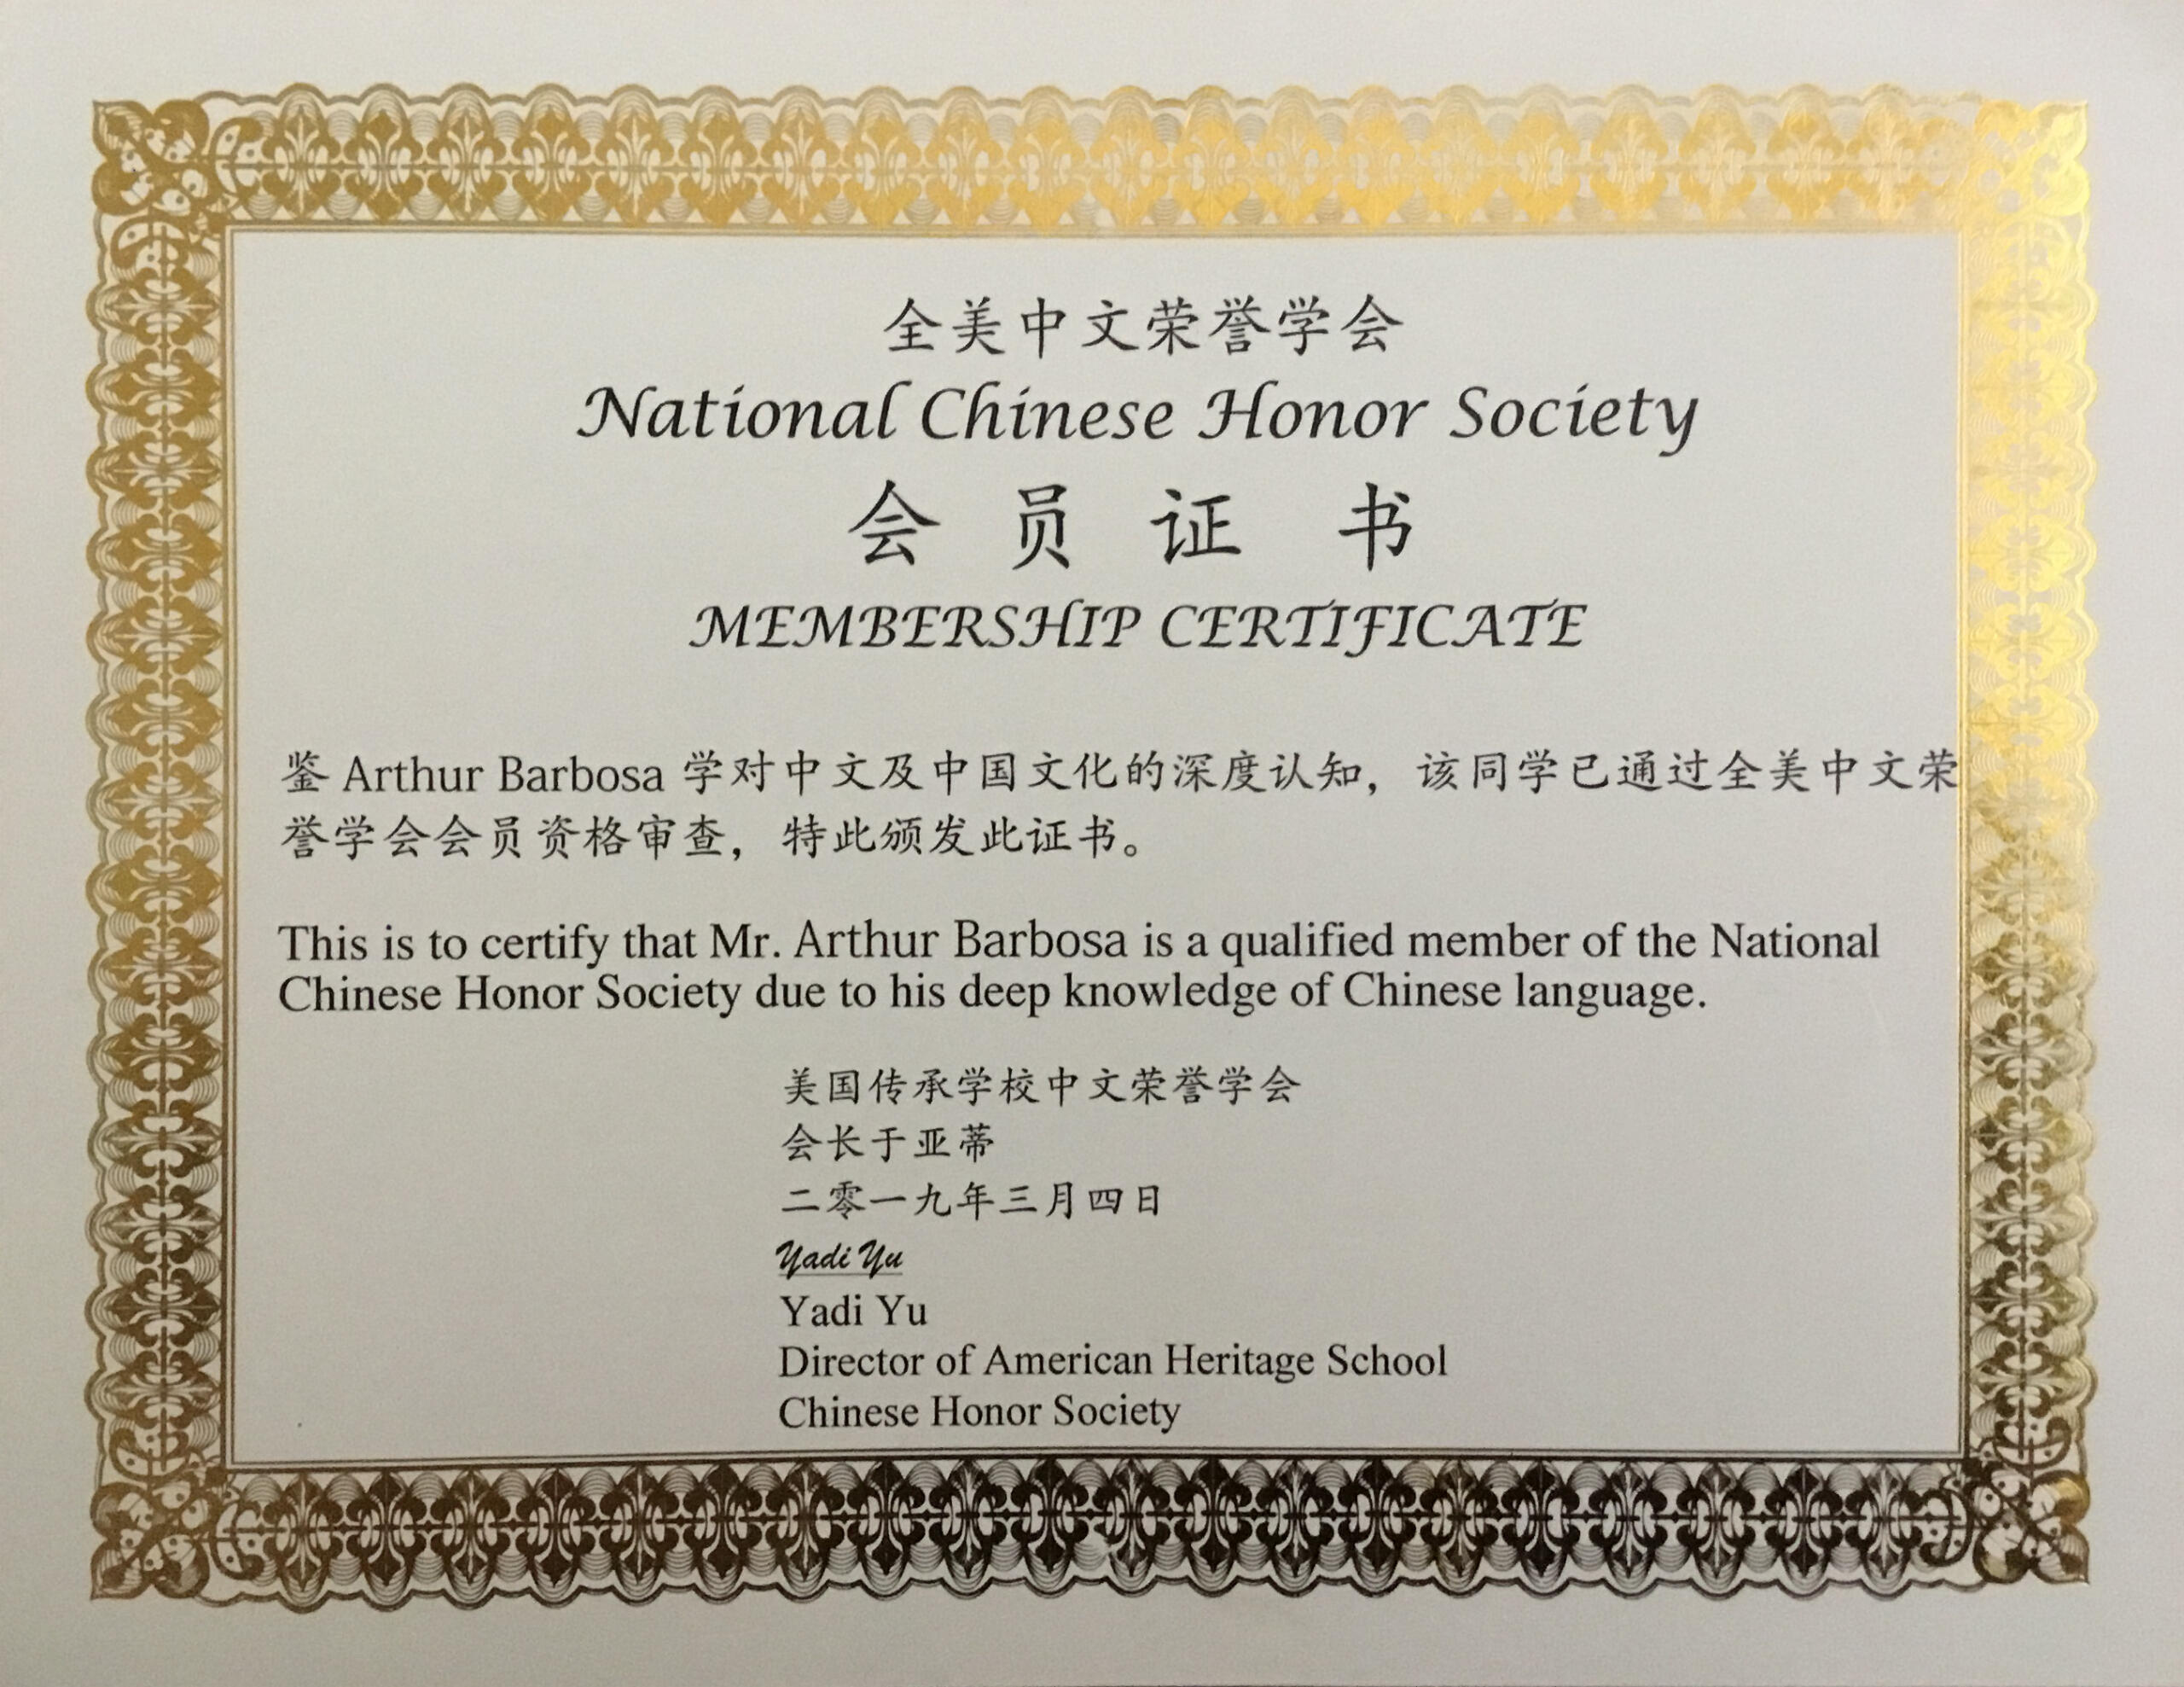 全美中文荣誉学会
National Chinese Honor Society
会员证书
MEMBERSHIP CERTIFICATE
鉴 Arthur Barbosa 学对中文及中国文化的深度认知，该同学已通过全美中文荣
誉学会会员资格审查，特此颁发此证书。
This is to certify that Mr. Arthur Barbosa is a qualified member of the National
Chinese Honor Society due to his deep knowledge of Chinese language.
美国传承学校中文荣誉学会
会长于亚蒂
二零一九年三月四日
Yadi Yu
Yadi Yu
Director of American Heritage School
Chinese Honor Society